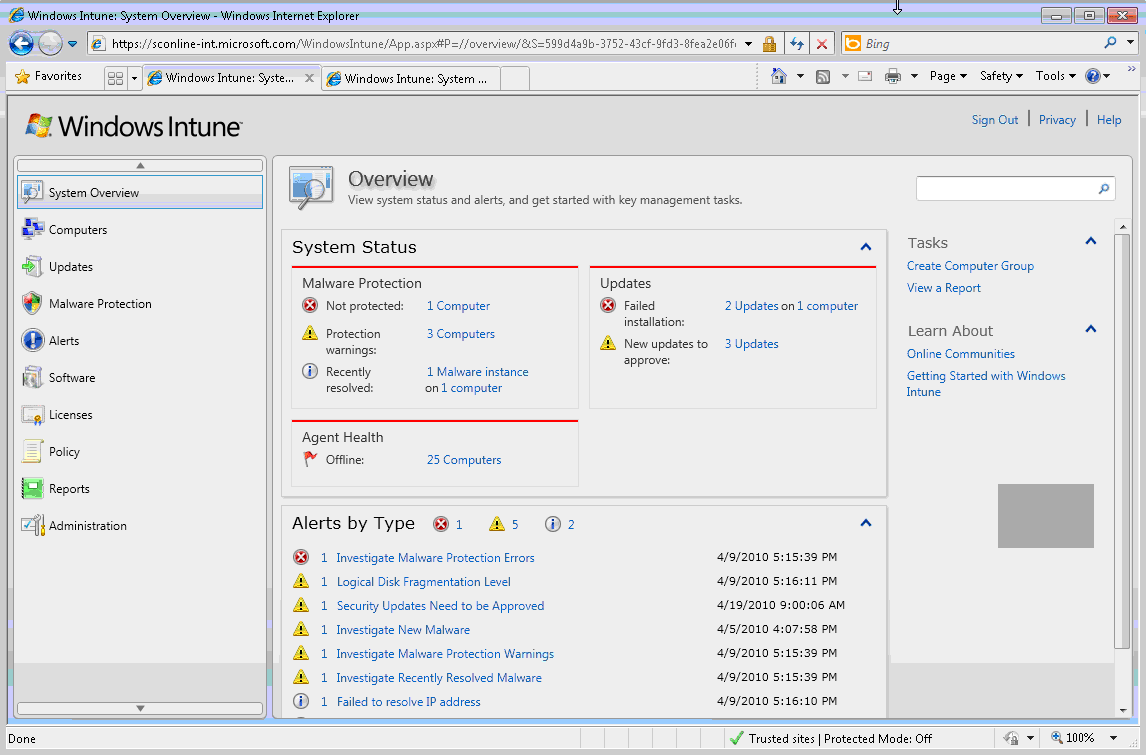 Windows Intune: System Overview - Windows Internet Explorer
https://sconline-int.microsoft.com/WindowsIntune/App.aspx#P=//overview/&S=599d4a9b-3752-43cf-9fd3-8fea2e06f
Bing
Favorites
Windows Intune: Syste...
Windows Intune: System ...
Page
Safety
Tools
Windows Intune
Sign Out | Privacy | Help
System Overview
Computers
Updates
Malware Protection
Alerts
Software
Licenses
Policy
Reports
Administration
Overview
View system status and alerts, and get started with key management tasks.
System Status
Malware Protection
Not protected: 1 Computer
Protection 3 Computers
warnings:
Recently 1 Malware instance
resolved: on 1 computer
Updates
Failed 2 Updates on 1 computer
installation:
New updates to 3 Updates
approve:
Agent Health
Offline: 25 Computers
Alerts by Type 1 5 2
1 Investigate Malware Protection Errors 4/9/2010 5:15:39 PM
1 Logical Disk Fragmentation Level 4/9/2010 5:16:11 PM
1 Security Updates Need to be Approved 4/19/2010 9:00:06 AM
1 Investigate New Malware 4/5/2010 4:07:58 PM
1 Investigate Malware Protection Warnings 4/9/2010 5:15:39 PM
1 Investigate Recently Resolved Malware 4/9/2010 5:15:39 PM
1 Failed to resolve IP address 4/9/2010 5:16:10 PM
Tasks
Create Computer Group
View a Report
Learn About
Online Communities
Getting Started with Windows
Intune
Done
Trusted sites | Protected Mode: Off
100%